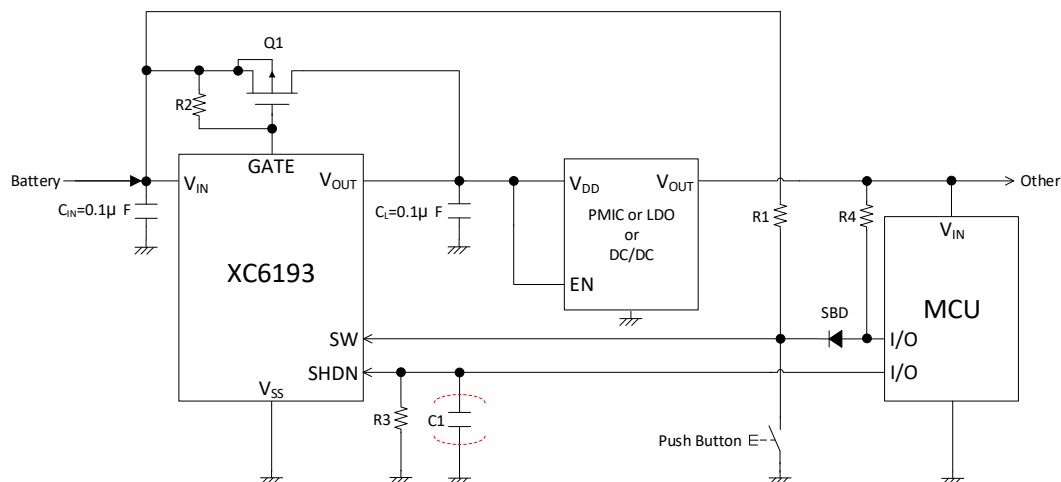 Q1
R2
Battery
GATE
VIN
VOUT
CIN=0.1μ F
CL=0.1μ F
XC6193
SW
SHDN
VSS
R3
C1
VDD
VOUT
PMIC or LDO
or
DC/DC
EN
R1
R4
Other
VIN
MCU
SBD
I/O
I/O
Push Button